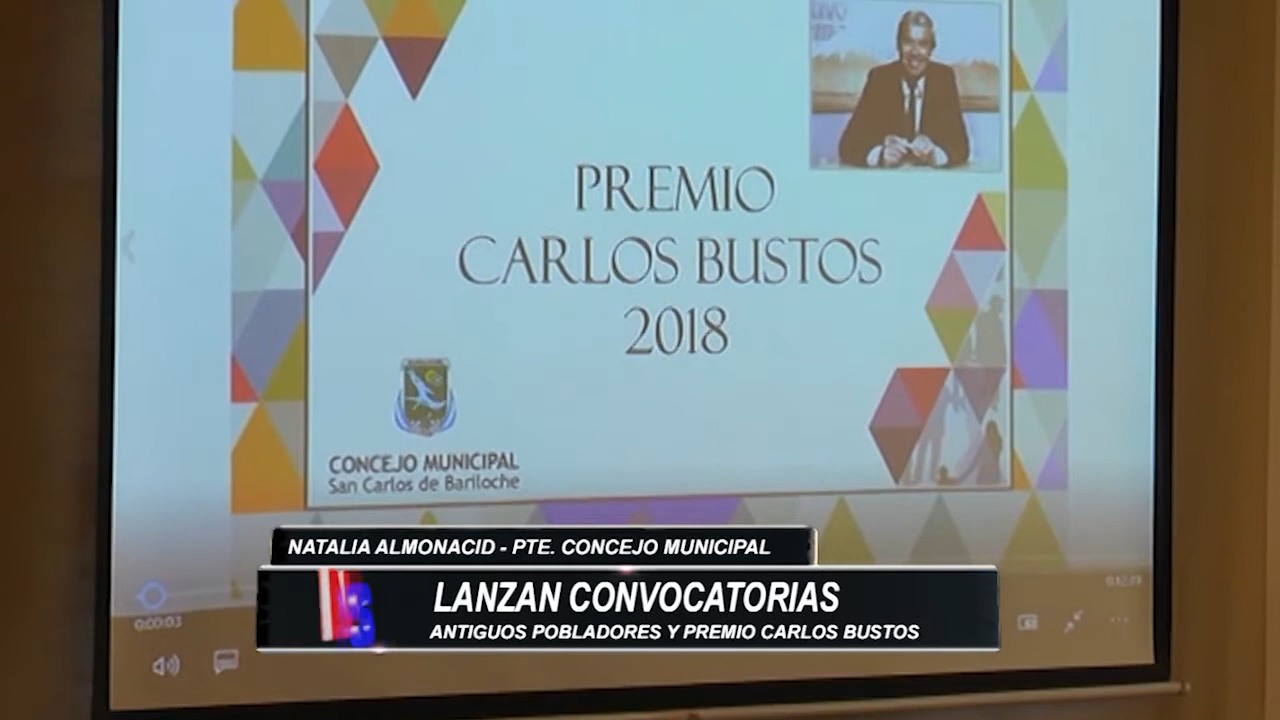 PREMIO
CARLOS BUSTOS
2018
CONCEJO MUNICIPAL
San Carlos de Bariloche
NATALIA ALMONACID - PTE. CONCEJO MUNICIPAL
LANZAN CONVOCATORIAS
ANTIGUOS POBLADORES Y PREMIO CARLOS BUSTOS
0:00:03